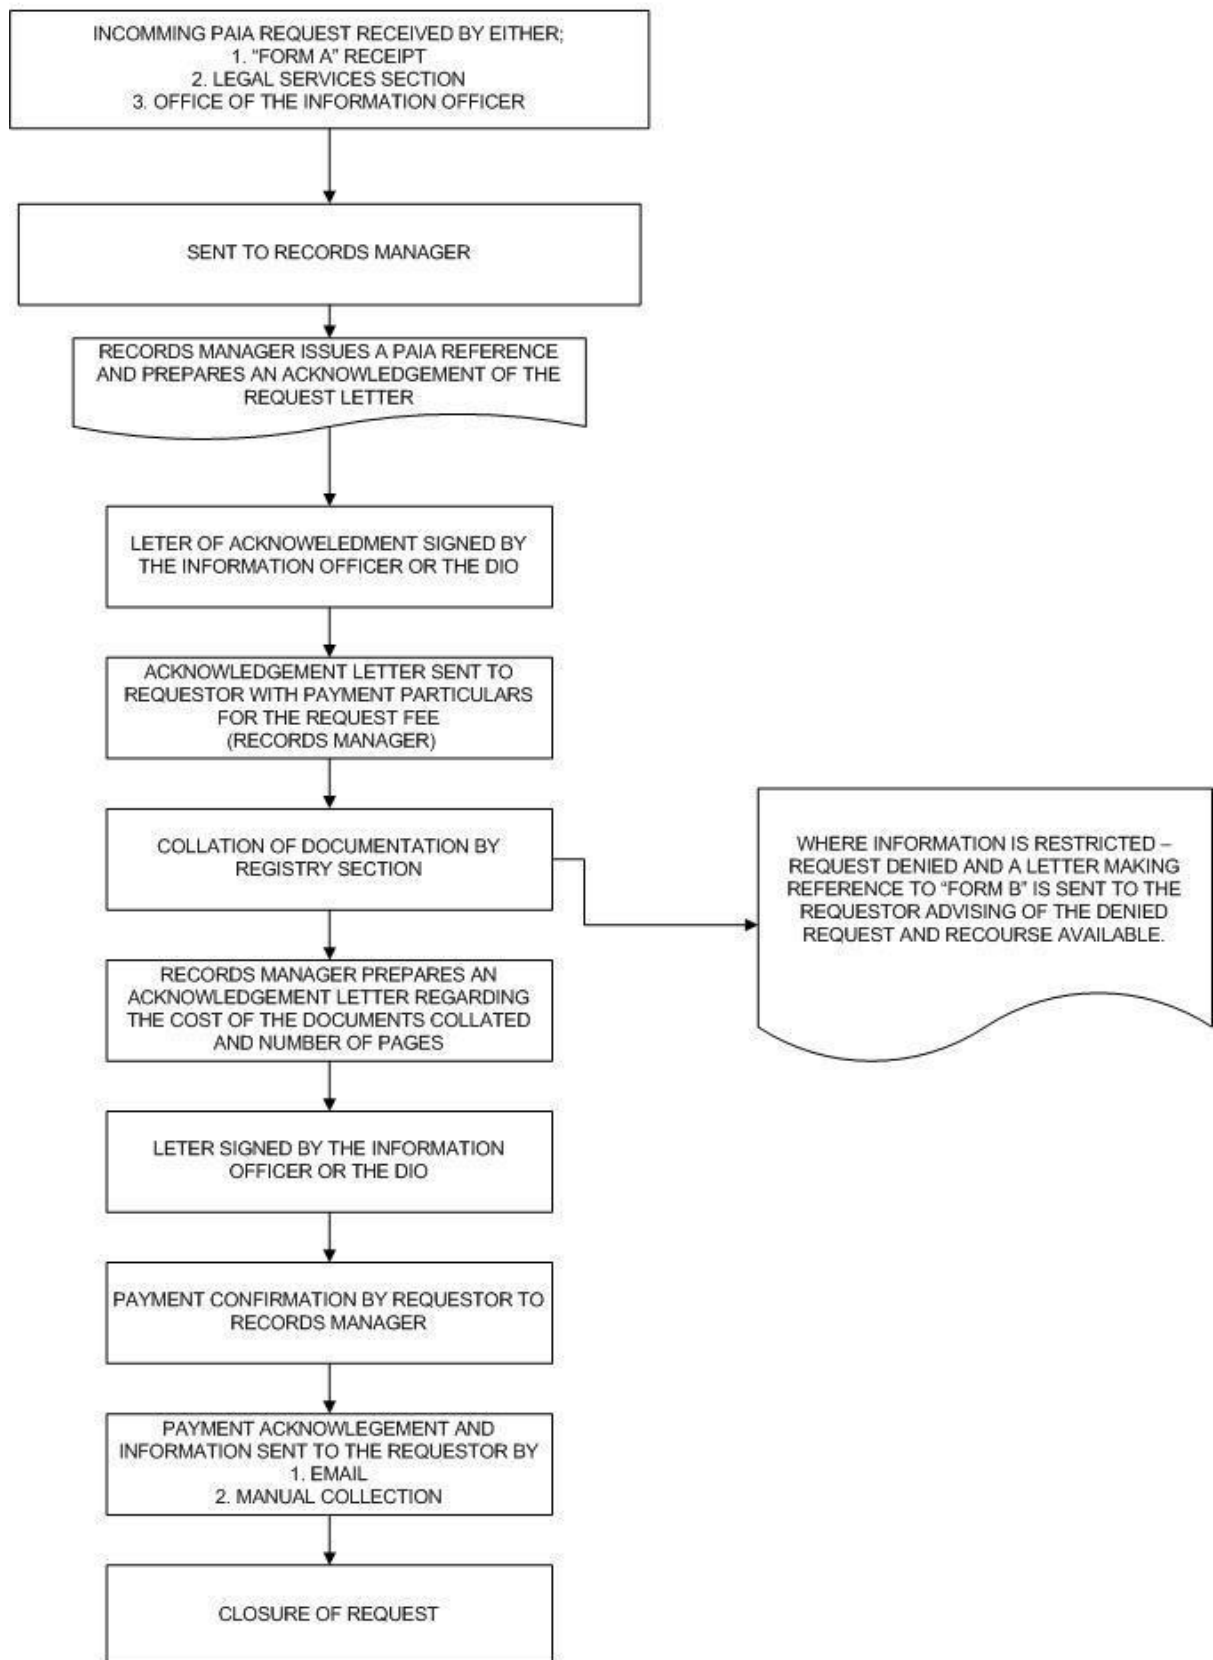 INCOMMING PAIA REQUEST RECEIVED BY EITHER;
1. "FORM A" RECEIPT
2. LEGAL SERVICES SECTION
3. OFFICE OF THE INFORMATION OFFICER
SENT TO RECORDS MANAGER
RECORDS MANAGER ISSUES A PAIA REFERENCE
AND PREPARES AN ACKNOWLEDGEMENT OF THE
REQUEST LETTER
LETER OF ACKNOWELEDMENT SIGNED BY
THE INFORMATION OFFICER OR THE DIO
ACKNOWLEDGEMENT LETTER SENT TO
REQUESTOR WITH PAYMENT PARTICULARS
FOR THE REQUEST FEE
(RECORDS MANAGER)
COLLATION OF DOCUMENTATION BY
REGISTRY SECTION
WHERE INFORMATION IS RESTRICTED –
REQUEST DENIED AND A LETTER MAKING
REFERENCE TO "FORM B" IS SENT TO THE
REQUESTOR ADVISING OF THE DENIED
REQUEST AND RECOURSE AVAILABLE.
RECORDS MANAGER PREPARES AN
ACKNOWLEDGEMENT LETTER REGARDING
THE COST OF THE DOCUMENTS COLLATED
AND NUMBER OF PAGES
LETER SIGNED BY THE INFORMATION
OFFICER OR THE DIO
PAYMENT CONFIRMATION BY REQUESTOR TO
RECORDS MANAGER
PAYMENT ACKNOWLEGEMENT AND
INFORMATION SENT TO THE REQUESTOR BY
1. EMAIL
2. MANUAL COLLECTION
CLOSURE OF REQUEST